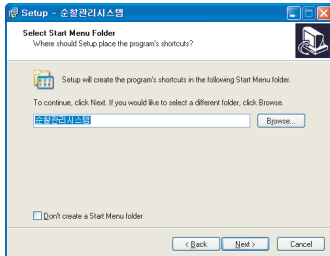 Setup - 순찰관리시스템
Select Start Menu Folder
Where should Setup place the program's shortcuts?
Setup will create the program's shortcuts in the following Start Menu folder.
To continue, click Next. If you would like to select a different folder, click Browse.
순찰관리시스템
Browse...
Don't create a Start Menu folder
< Back
Next >
Cancel